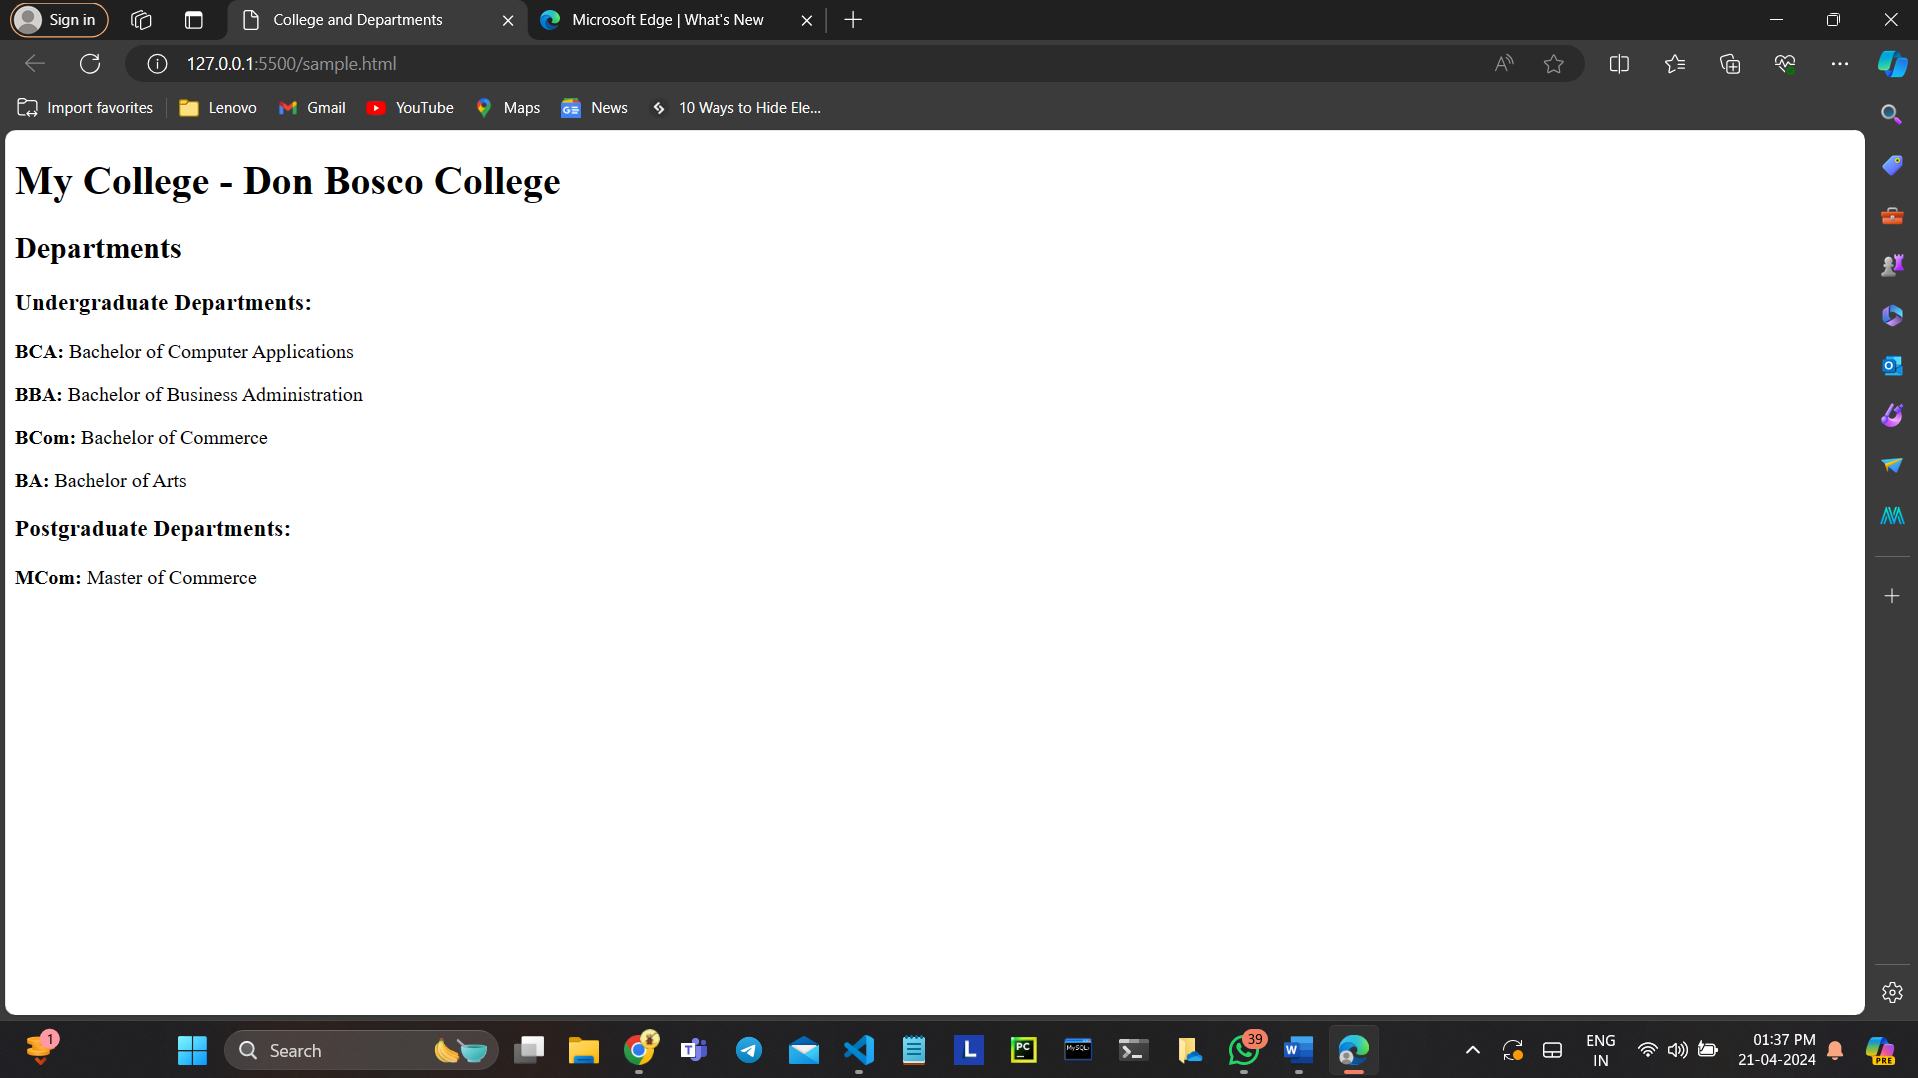 Sign in
College and Departments
Microsoft Edge | What's New
127.0.0.1:5500/sample.html
Import favorites
Lenovo
Gmail
YouTube
Maps
News
10 Ways to Hide Ele...
My College - Don Bosco College
Departments
Undergraduate Departments:
BCA: Bachelor of Computer Applications
BBA: Bachelor of Business Administration
BCom: Bachelor of Commerce
BA: Bachelor of Arts
Postgraduate Departments:
MCom: Master of Commerce
1
Search
L
PC
MySQL
39
W
ENG
IN
01:37 PM
21-04-2024
PRE